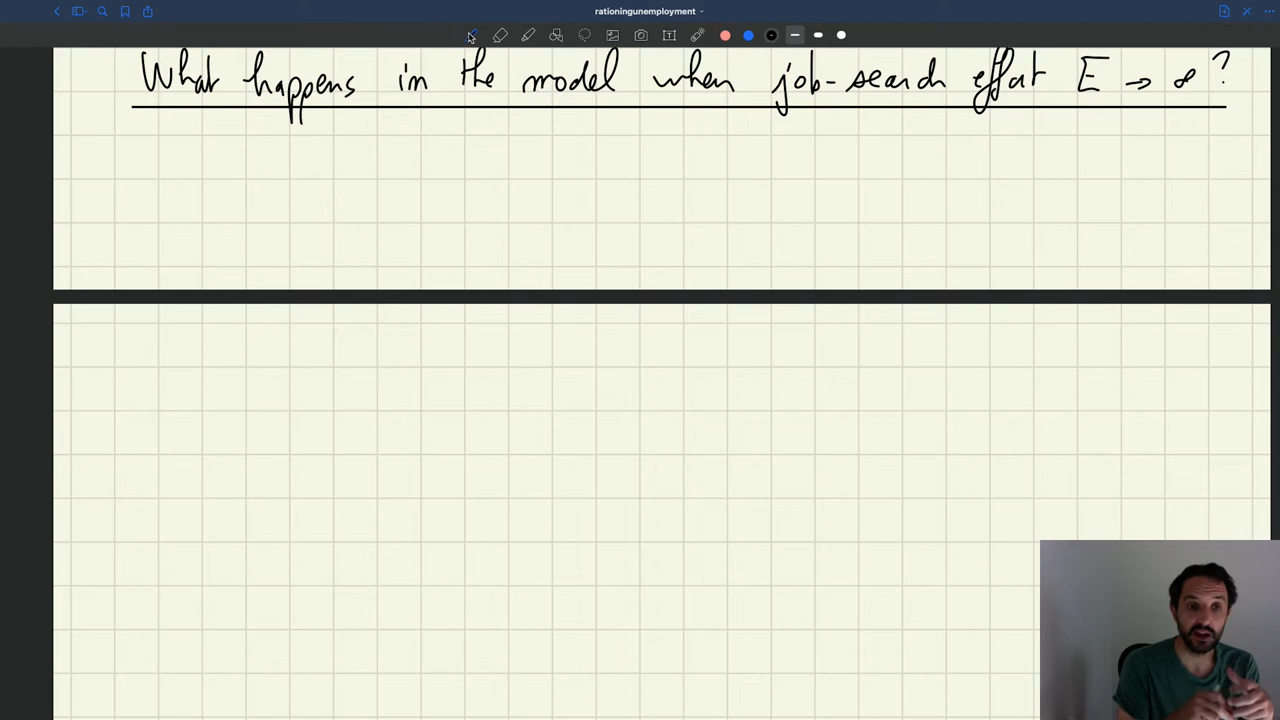 rationingunemployment
What happens in the model when job-search effort E → ∞ ?